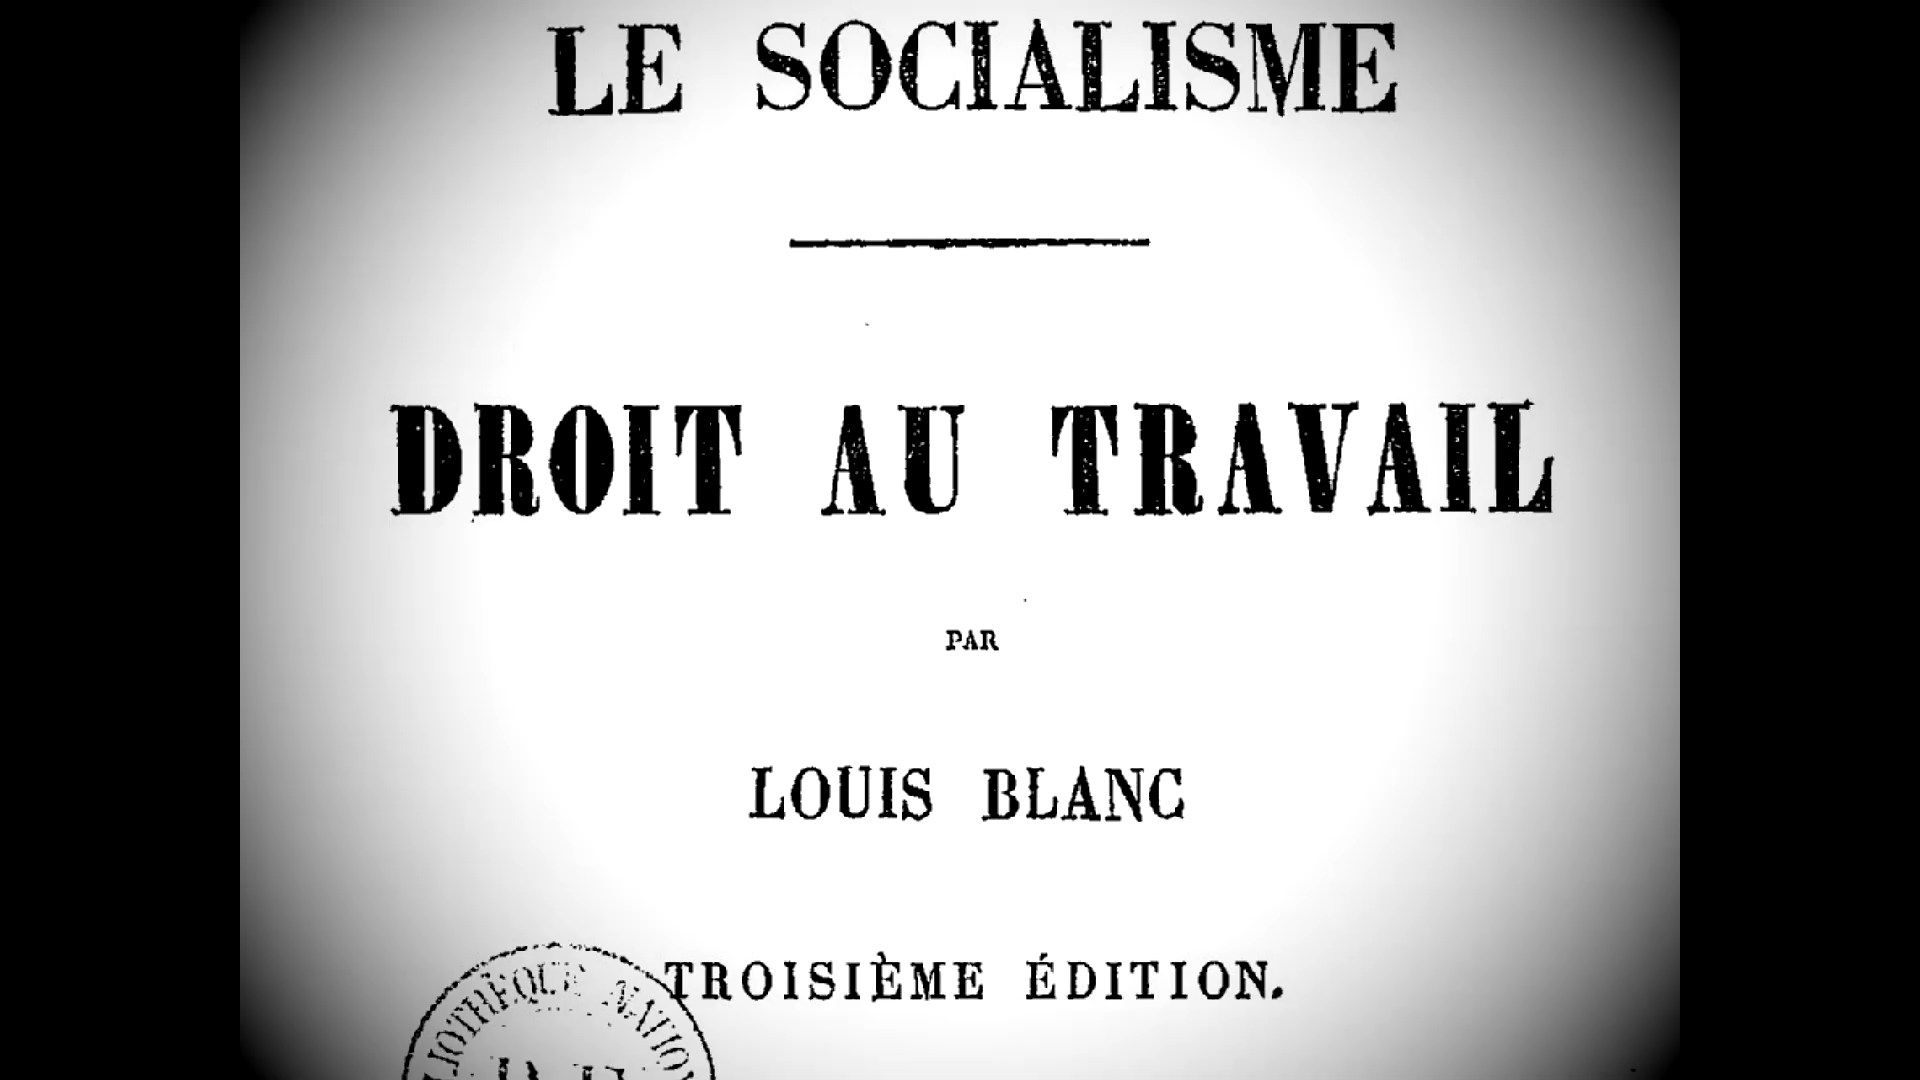 LE SOCIALISME
DROIT AU TRAVAIL
PAR
LOUIS BLANC
TROISIÈME ÉDITION.